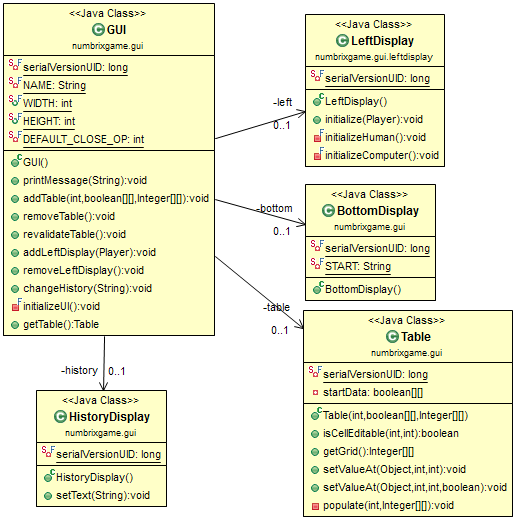 <<Java Class>>
GUI
numbrixgame.gui
serialVersionUID: long
NAME: String
WIDTH: int
HEIGHT: int
DEFAULT_CLOSE_OP: int
GUI()
printMessage(String):void
addTable(int,boolean[][],Integer[][]):void
removeTable():void
revalidateTable():void
addLeftDisplay(Player):void
removeLeftDisplay():void
changeHistory(String):void
initializeUI():void
getTable():Table
-left
0..1
<<Java Class>>
LeftDisplay
numbrixgame.gui.leftdisplay
serialVersionUID: long
LeftDisplay()
initialize(Player):void
initializeHuman():void
initializeComputer():void
-bottom
0..1
<<Java Class>>
BottomDisplay
numbrixgame.gui
serialVersionUID: long
START: String
BottomDisplay()
-table
0..1
<<Java Class>>
Table
numbrixgame.gui
serialVersionUID: long
startData: boolean[][]
Table(int,boolean[][],Integer[][])
isCellEditable(int,int):boolean
getGrid():Integer[][]
setValueAt(Object,int,int):void
setValueAt(Object,int,int,boolean):void
populate(int,Integer[][]):void
-history
0..1
<<Java Class>>
HistoryDisplay
numbrixgame.gui
serialVersionUID: long
HistoryDisplay()
setText(String):void